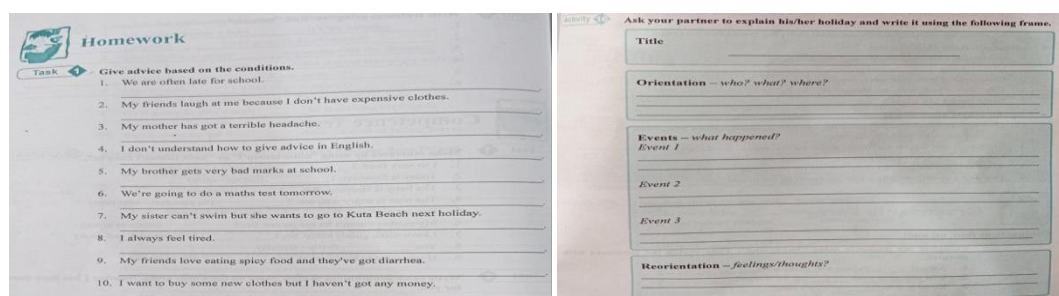 Homework
Task 1 Give advice based on the conditions.
1. We are often late for school.
2. My friends laugh at me because I don't have expensive clothes.
3. My mother has got a terrible headache.
4. I don't understand how to give advice in English.
5. My brother gets very bad marks at school.
6. We're going to do a maths test tomorrow.
7. My sister can't swim but she wants to go to Kuta Beach next holiday.
8. I always feel tired.
9. My friends love eating spicy food and they've got diarrhea.
10. I want to buy some new clothes but I haven't got any money.
Activity Ask your partner to explain his/her holiday and write it using the following frame.
Title
Orientation – who? what? where?
Events – what happened?
Event 1
Event 2
Event 3
Reorientation – feelings/thoughts?